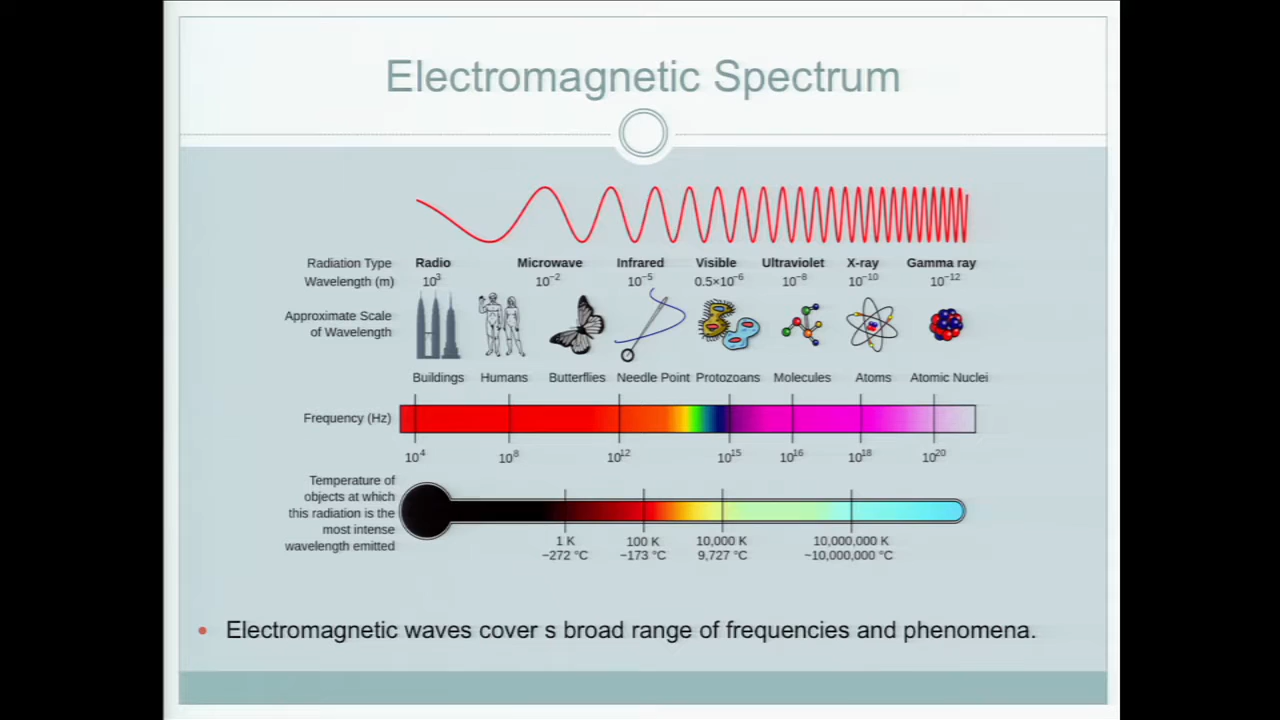 Electromagnetic Spectrum
Radiation Type Radio Microwave Infrared Visible Ultraviolet X-ray Gamma ray
Wavelength (m) 10³ 10⁻² 10⁻⁵ 0.5×10⁻⁶ 10⁻⁸ 10⁻¹⁰ 10⁻¹²
Approximate Scale
of Wavelength
Buildings Humans Butterflies Needle Point Protozoans Molecules Atoms Atomic Nuclei
Frequency (Hz)
10⁴ 10⁸ 10¹² 10¹⁵ 10¹⁶ 10¹⁸ 10²⁰
Temperature of
objects at which
this radiation is the
most intense
wavelength emitted
1 K 100 K 10,000 K 10,000,000 K
−272 °C −173 °C 9,727 °C ~10,000,000 °C
• Electromagnetic waves cover s broad range of frequencies and phenomena.